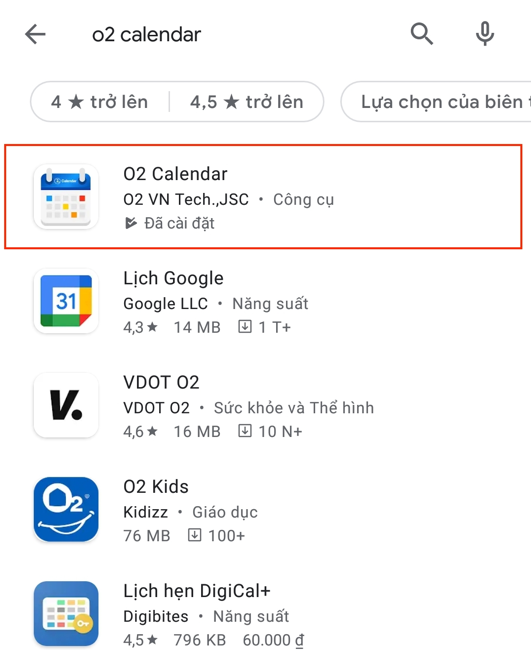 o2 calendar
4 ★ trở lên
4,5 ★ trở lên
Lựa chọn của biên
O2 Calendar
O2 VN Tech.,JSC • Công cụ
Đã cài đặt
31
Lịch Google
Google LLC • Năng suất
4,3★ 14 MB 1 T+
V.
VDOT O2
VDOT O2 • Sức khỏe và Thể hình
4,6★ 16 MB 10 N+
O2
O2 Kids
Kidizz • Giáo dục
76 MB 100+
Lịch hẹn DigiCal+
Digibites • Năng suất
4,5★ 796 KB 60.000 ₫